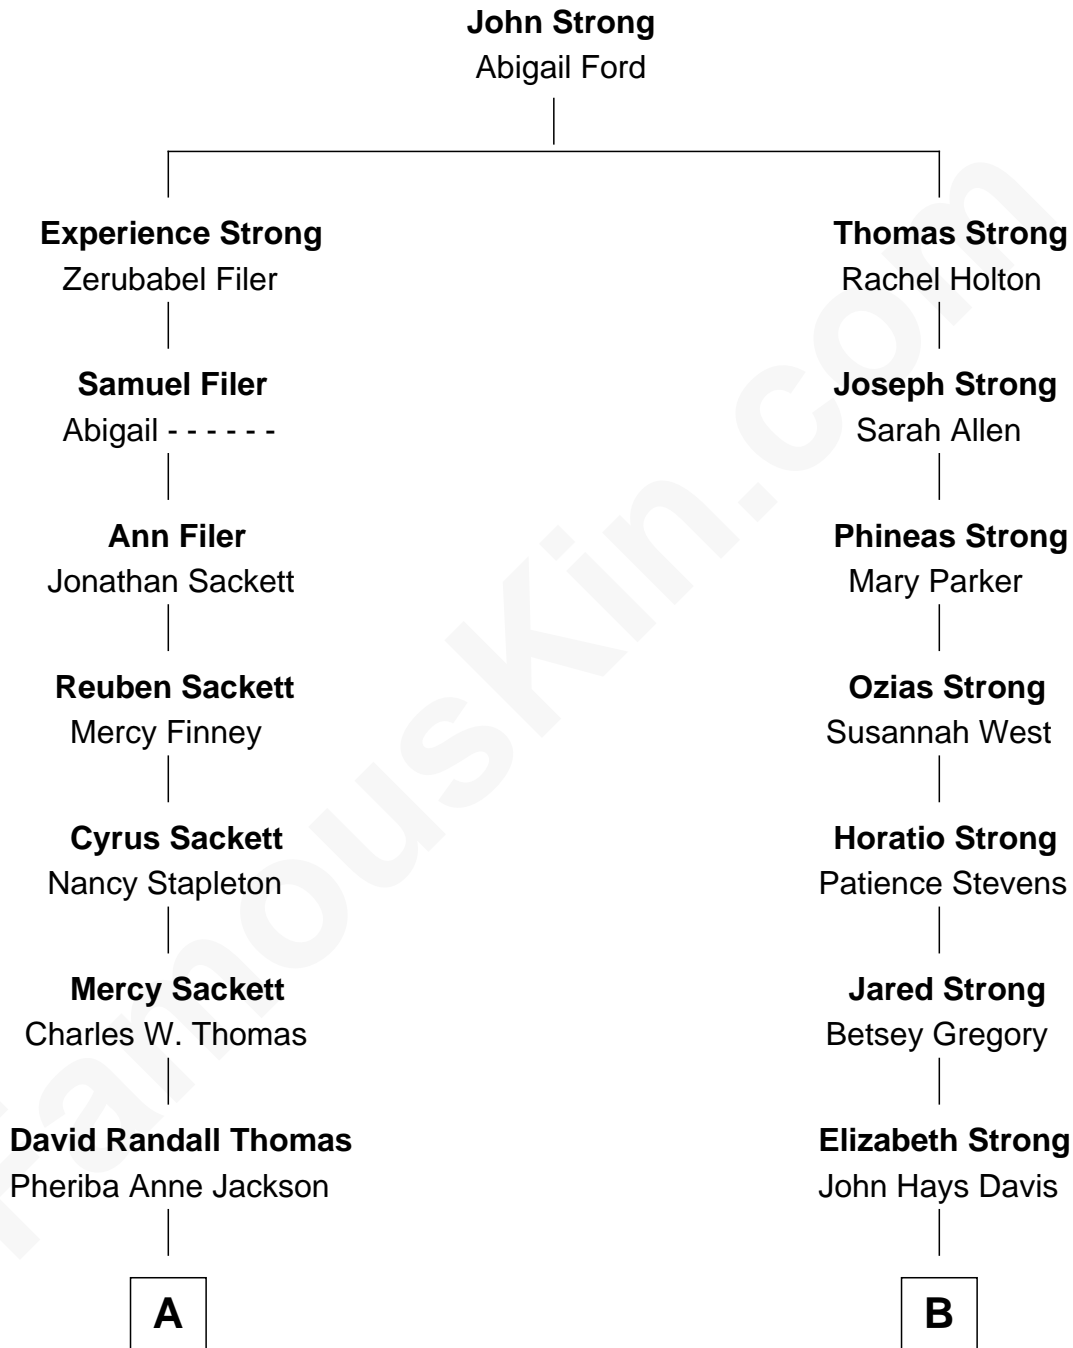 John Strong
Abigail Ford
Experience Strong
Zerubabel Filer
Thomas Strong
Rachel Holton
Samuel Filer
Abigail - - - - - -
Joseph Strong
Sarah Allen
Ann Filer
Jonathan Sackett
Phineas Strong
Mary Parker
Reuben Sackett
Mercy Finney
Ozias Strong
Susannah West
Cyrus Sackett
Nancy Stapleton
Horatio Strong
Patience Stevens
Mercy Sackett
Charles W. Thomas
Jared Strong
Betsey Gregory
David Randall Thomas
Pheriba Anne Jackson
Elizabeth Strong
John Hays Davis
A
B
FamousKin.com